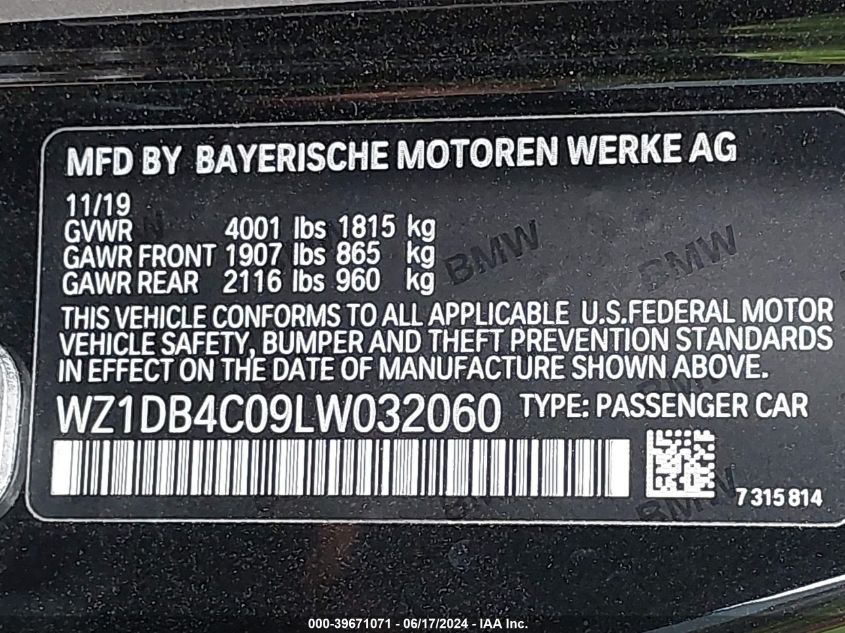 MFD BY BAYERISCHE MOTOREN WERKE AG
11/19
GVWR 4001 lbs 1815 kg
GAWR FRONT 1907 lbs 865 kg
GAWR REAR 2116 lbs 960 kg
BMW BMW
THIS VEHICLE CONFORMS TO ALL APPLICABLE U.S.FEDERAL MOTOR
VEHICLE SAFETY, BUMPER AND THEFT PREVENTION STANDARDS
IN EFFECT ON THE DATE OF MANUFACTURE SHOWN ABOVE.
WZ1DB4C09LW032060 TYPE: PASSENGER CAR
7 315 814
000-39671071 - 06/17/2024 - IAA Inc.